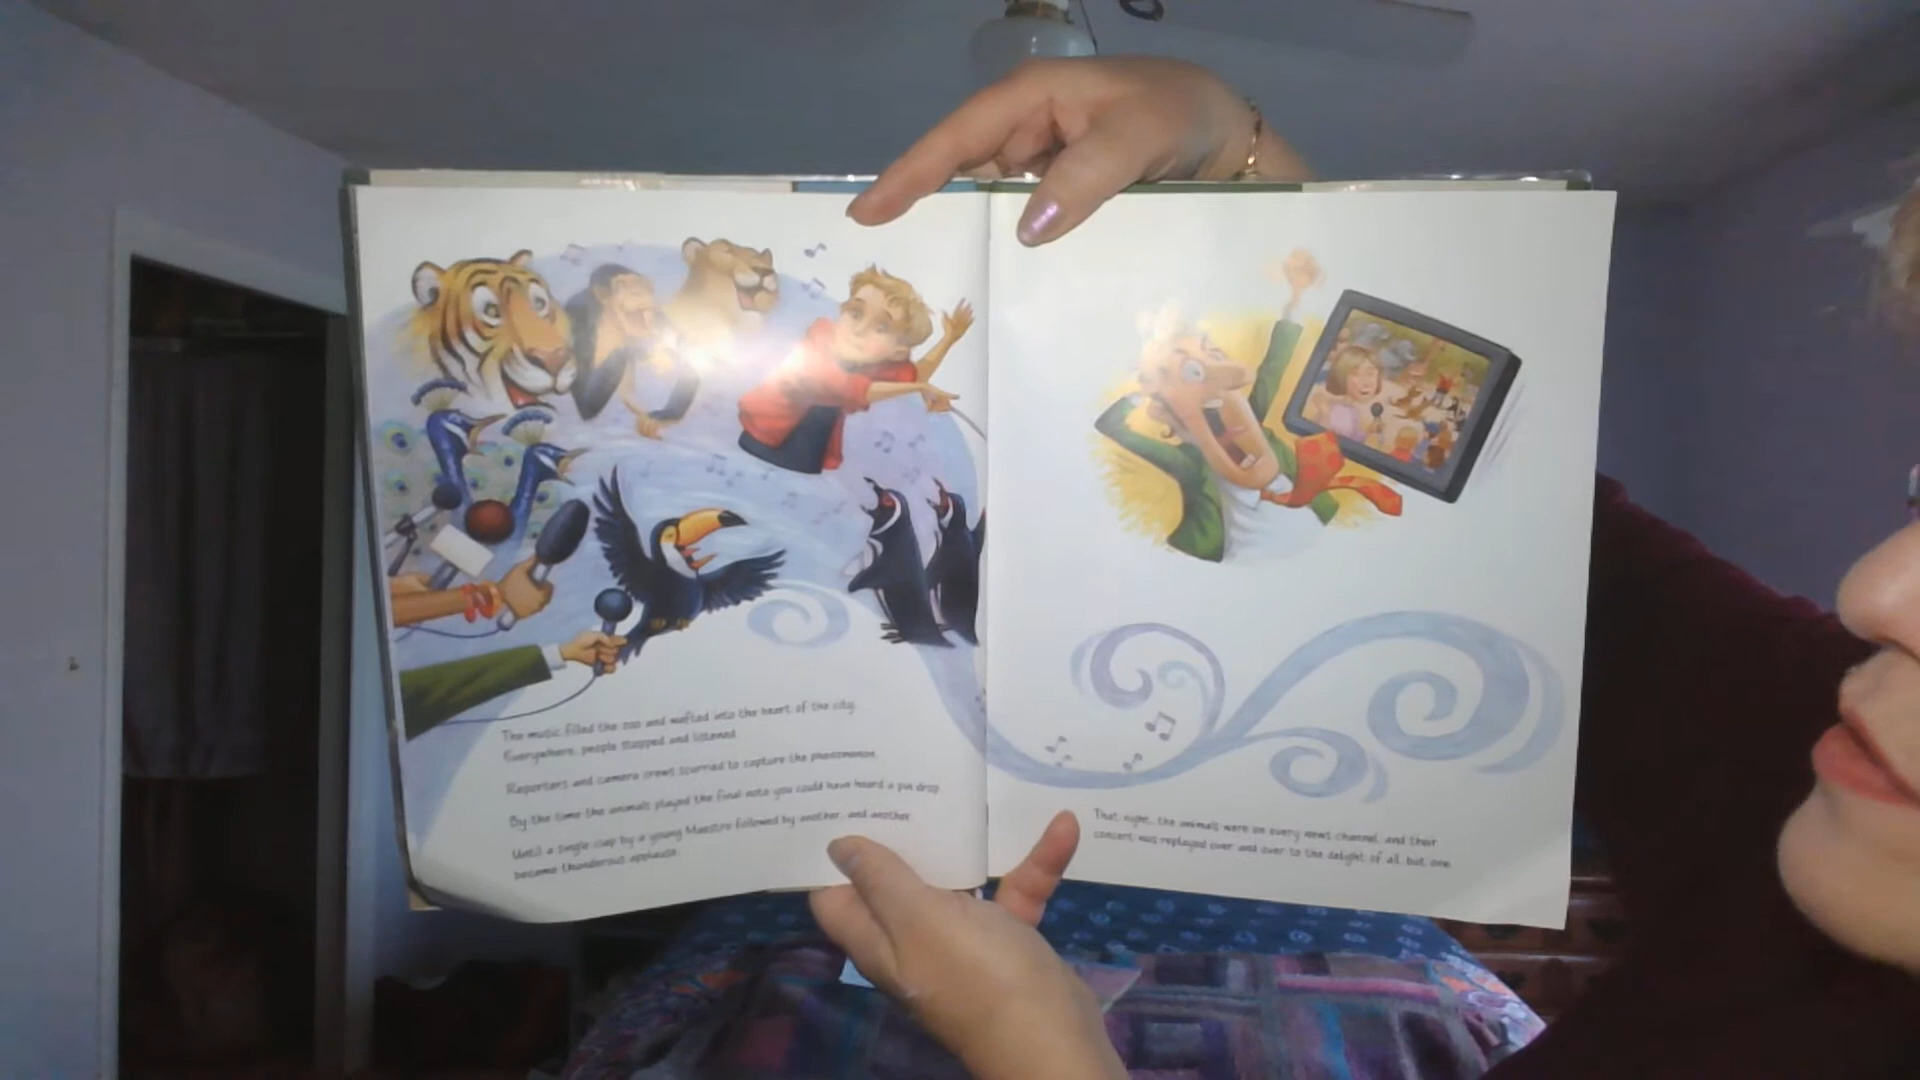 The music filled the zoo and wafted into the heart of the city.
Everywhere, people stopped and listened.
Reporters and camera crews scurried to capture the phenomenon.
By the time the animals played the final note you could have heard a pin drop.
Until a single clap by a young Maestro followed by another, and another
became thunderous applause.
That night, the animals were on every news channel, and their
concert was replayed over and over to the delight of all but one.